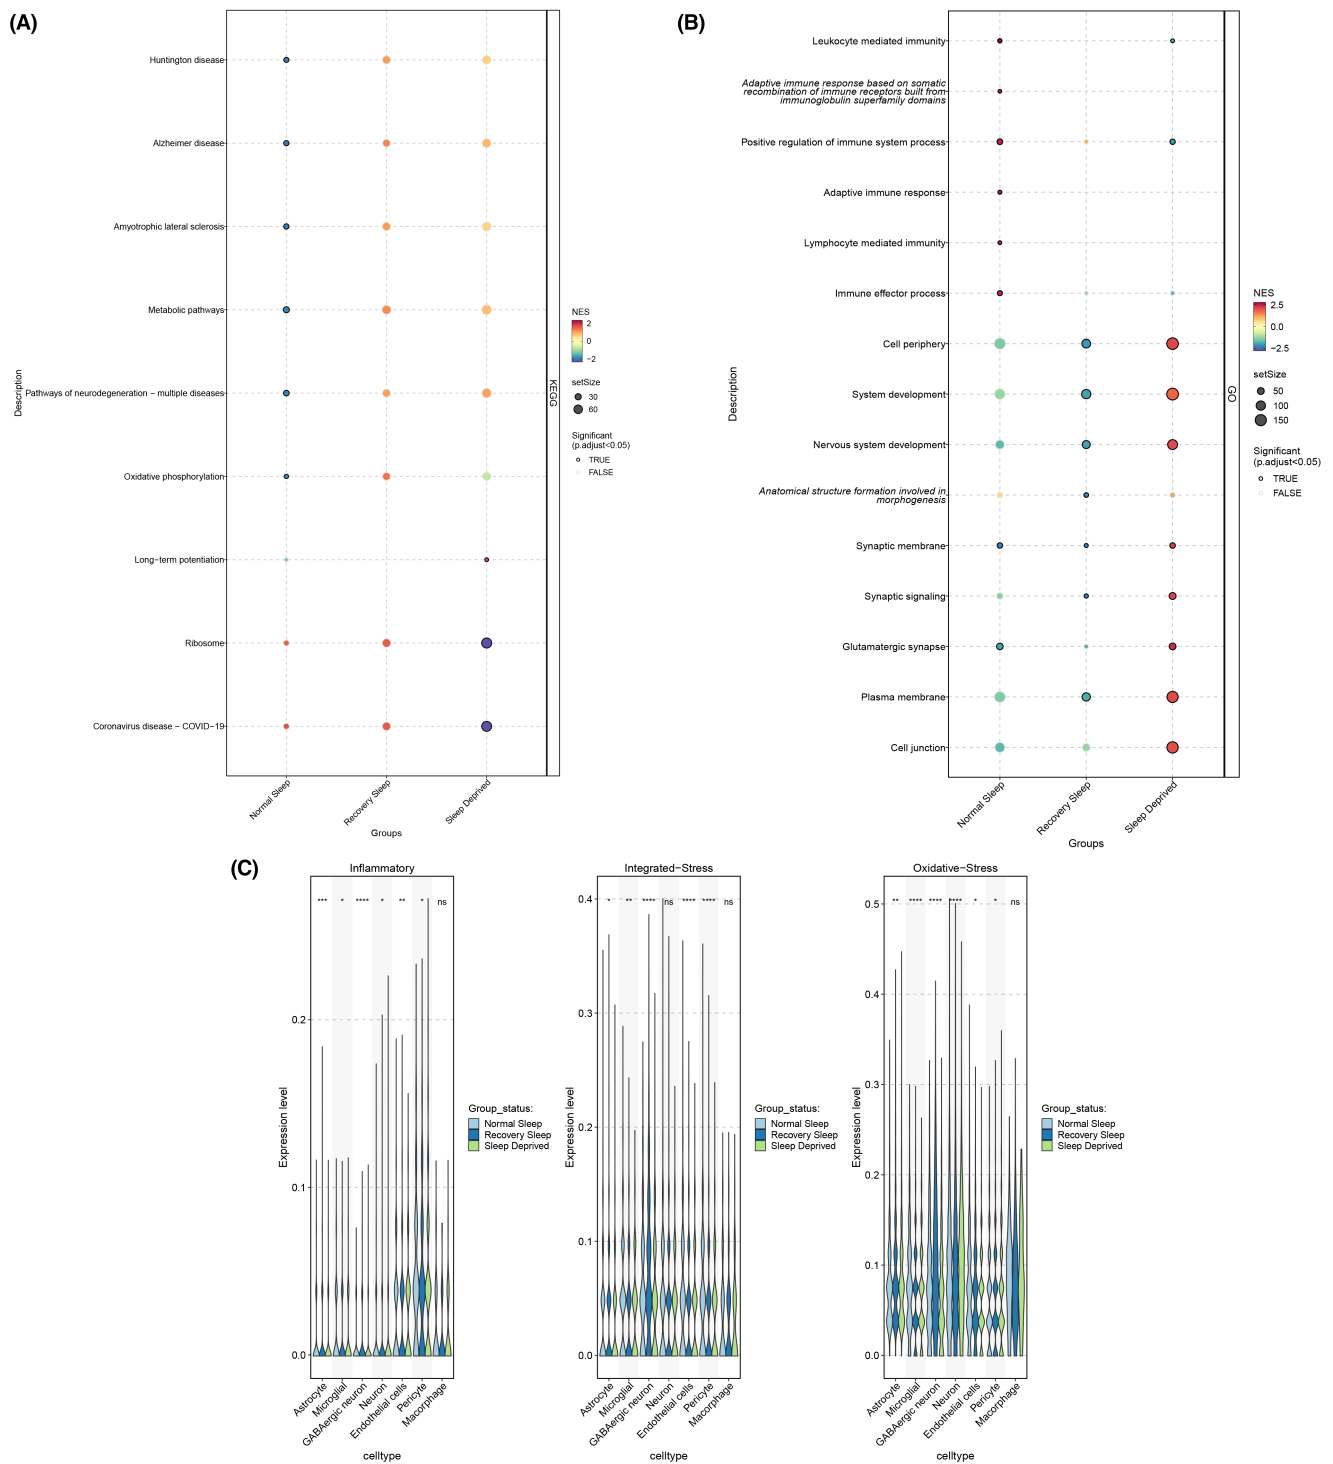 (A)
Huntington disease
Alzheimer disease
Amyotrophic lateral sclerosis
Metabolic pathways
Pathways of neurodegeneration − multiple diseases
Oxidative phosphorylation
Long−term potentiation
Ribosome
Coronavirus disease − COVID−19
Description
Normal Sleep
Recovery Sleep
Sleep Deprived
Groups
KEGG
NES
2
0
−2
setSize
30
60
Significant
(p.adjust<0.05)
TRUE
FALSE
(B)
Leukocyte mediated immunity
Adaptive immune response based on somatic
recombination of immune receptors built from
immunoglobulin superfamily domains
Positive regulation of immune system process
Adaptive immune response
Lymphocyte mediated immunity
Immune effector process
Cell periphery
System development
Nervous system development
Anatomical structure formation involved in
morphogenesis
Synaptic membrane
Synaptic signaling
Glutamatergic synapse
Plasma membrane
Cell junction
Description
Normal Sleep
Recovery Sleep
Sleep Deprived
Groups
GO
NES
2.5
0.0
−2.5
setSize
50
100
150
Significant
(p.adjust<0.05)
TRUE
FALSE
(C)
Inflammatory
*** * **** * ** * ns
0.2
0.1
0.0
Expression level
Astrocyte
Microglial
GABAergic neuron
Neuron
Endothelial cells
Pericyte
Macorphage
celltype
Group_status:
Normal Sleep
Recovery Sleep
Sleep Deprived
Integrated−Stress
* ** **** ns **** **** ns
0.4
0.3
0.2
0.1
0.0
Expression level
Astrocyte
Microglial
GABAergic neuron
Neuron
Endothelial cells
Pericyte
Macorphage
celltype
Group_status:
Normal Sleep
Recovery Sleep
Sleep Deprived
Oxidative−Stress
** **** **** **** * * ns
0.5
0.4
0.3
0.2
0.1
0.0
Expression level
Astrocyte
Microglial
GABAergic neuron
Neuron
Endothelial cells
Pericyte
Macorphage
celltype
Group_status:
Normal Sleep
Recovery Sleep
Sleep Deprived